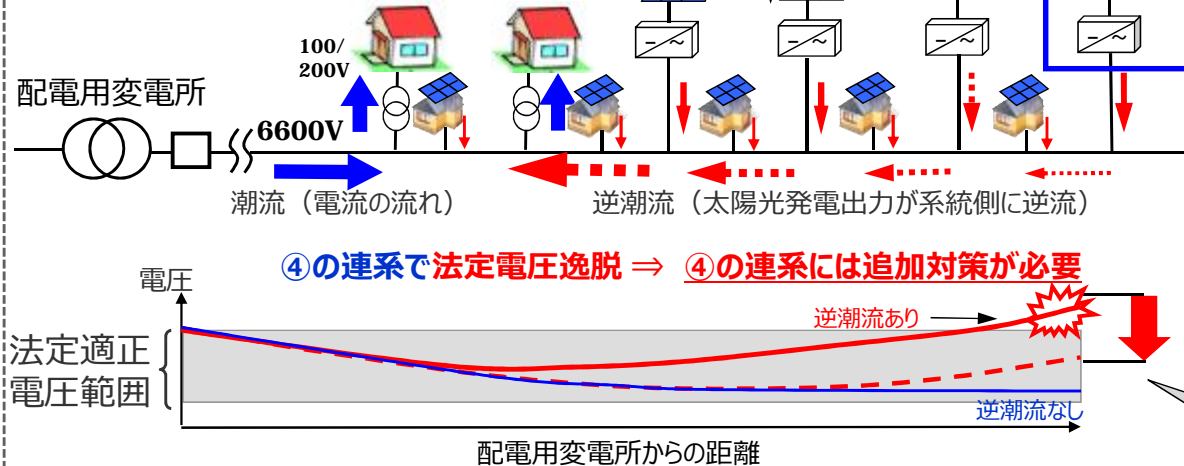 100/
200V
配電用変電所
6600V
潮流（電流の流れ）
逆潮流（太陽光発電出力が系統側に逆流）
④の連系で法定電圧逸脱 ⇒ ④の連系には追加対策が必要
電圧
逆潮流あり
法定適正
電圧範囲
逆潮流なし
配電用変電所からの距離